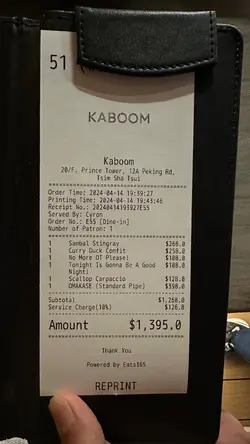 51
KABOOM
Kaboom
20/F, Prince Tower, 12A Peking Rd,
Tsim Sha Tsui
Order Time: 2024-04-14 19:39:27
Printing Time: 2024-04-14 19:43:46
Receipt No.: 20240414193927E55
Served By: Cyron
Order No.: E55 [Dine-in]
Number of Patron: 1
1 Sambal Stingray $266.0
1 Curry Duck Confit $258.0
1 No More OT Please! $108.0
1 Tonight Is Gonna Be A Good $108.0
Night!
1 Scallop Carpaccio $128.0
1 OMAKASE (Standard Pipe) $398.0
Subtotal $1,268.0
Service Charge(10%) $126.8
Amount $1,395.0
Thank You
Powered by Eats365
REPRINT